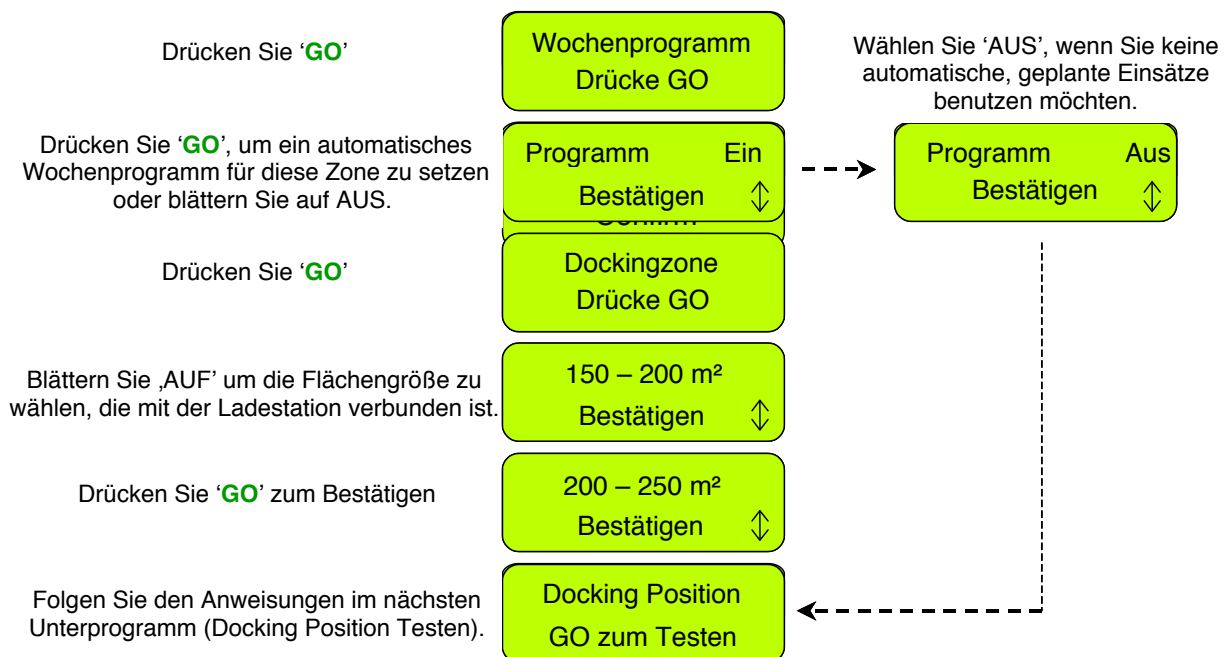 Drücken Sie ‘GO’
Wochenprogramm
Drücke GO
Wählen Sie ‘AUS’, wenn Sie keine
automatische, geplante Einsätze
benutzen möchten.
Drücken Sie ‘GO’, um ein automatisches
Wochenprogramm für diese Zone zu setzen
oder blättern Sie auf AUS.
Programm Ein
Bestätigen
Programm Aus
Bestätigen
Drücken Sie ‘GO’
Dockingzone
Drücke GO
Blättern Sie ‚AUF’ um die Flächengröße zu
wählen, die mit der Ladestation verbunden ist.
150 – 200 m²
Bestätigen
Drücken Sie ‘GO’ zum Bestätigen
200 – 250 m²
Bestätigen
Folgen Sie den Anweisungen im nächsten
Unterprogramm (Docking Position Testen).
Docking Position
GO zum Testen